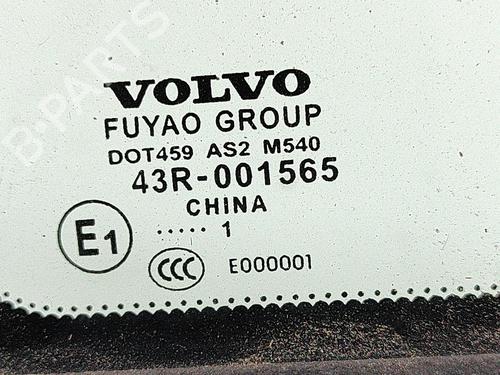 VOLVO
FUYAO GROUP
DOT459 AS2 M540
43R-001565
CHINA
E1
..... 1
CCC
E000001
B-PARTS